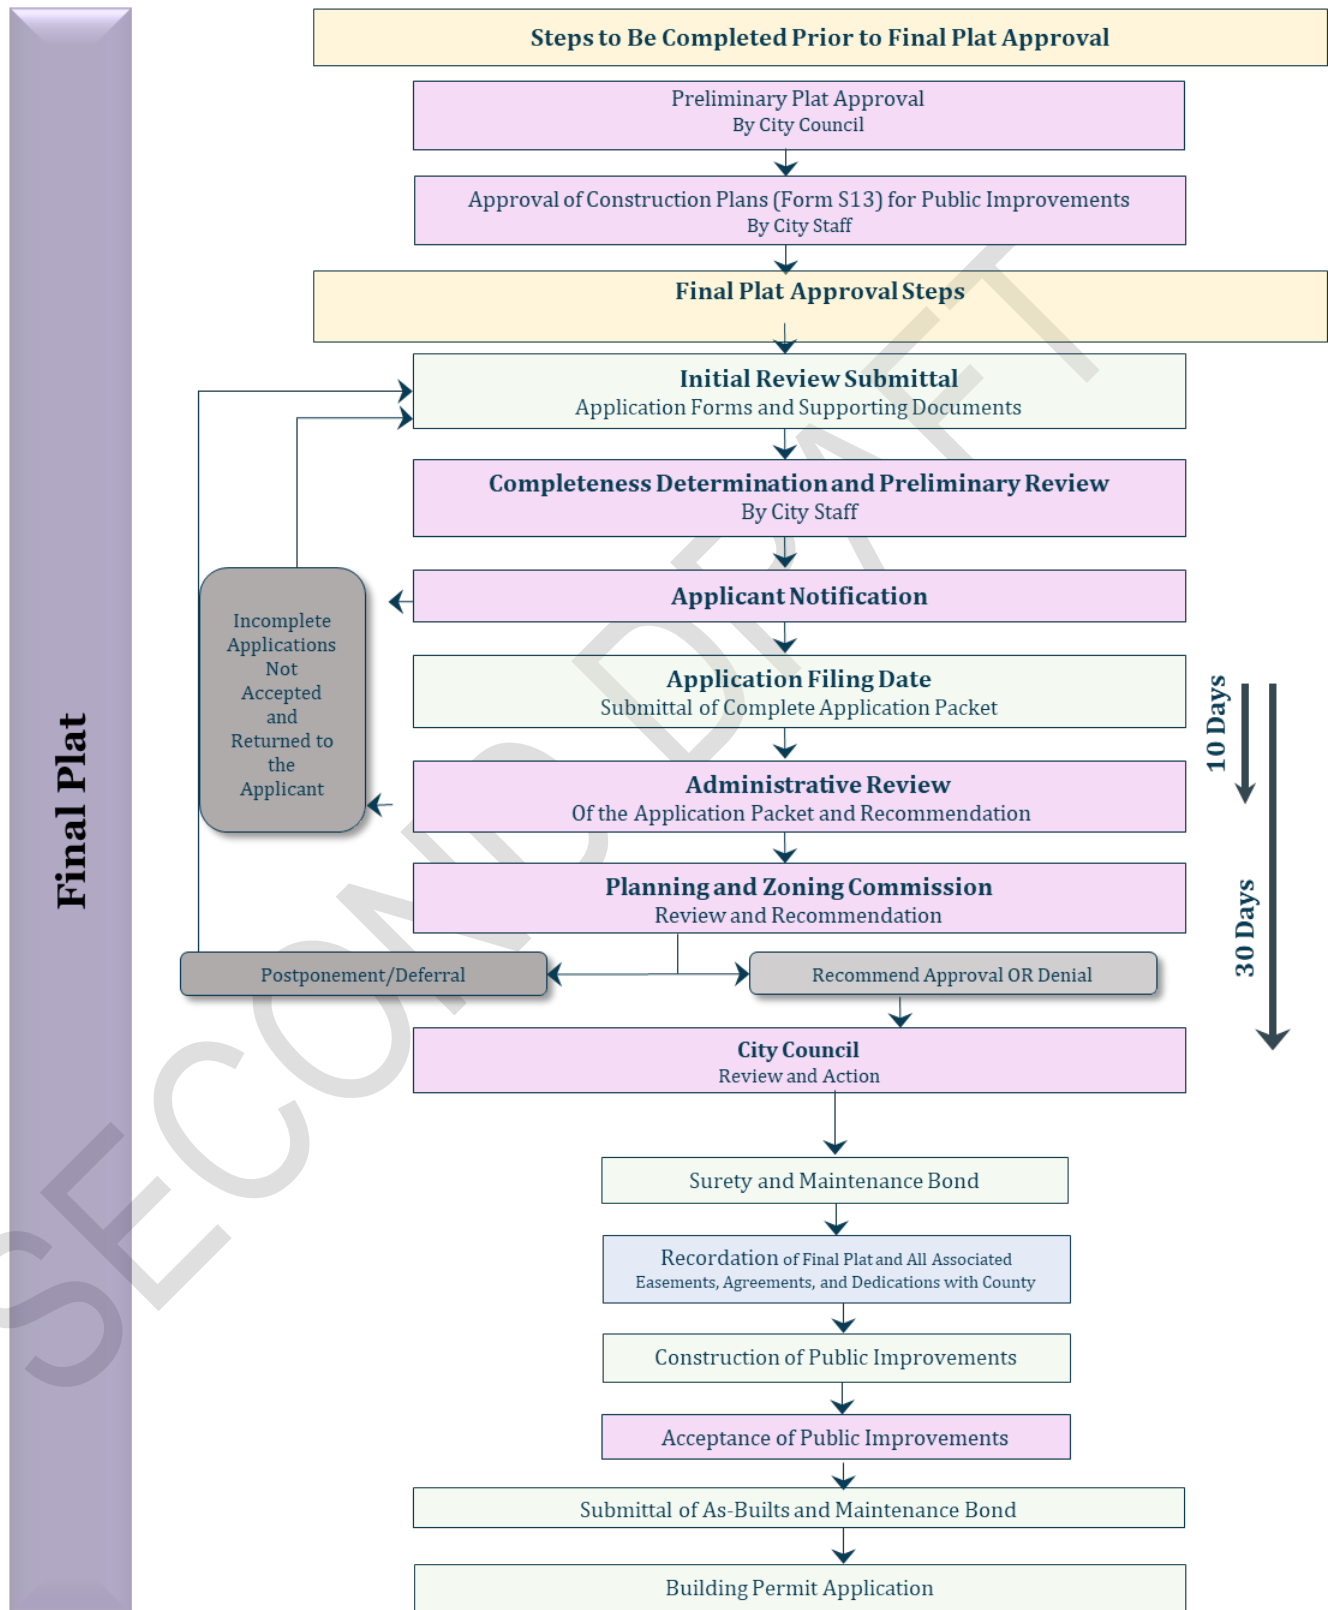 Final Plat
Steps to Be Completed Prior to Final Plat Approval
Preliminary Plat Approval
By City Council
Approval of Construction Plans (Form S13) for Public Improvements
By City Staff
Final Plat Approval Steps
Initial Review Submittal
Application Forms and Supporting Documents
Completeness Determination and Preliminary Review
By City Staff
Applicant Notification
Incomplete
Applications
Not
Accepted
and
Returned to
the
Applicant
Application Filing Date
Submittal of Complete Application Packet
10 Days
Administrative Review
Of the Application Packet and Recommendation
Planning and Zoning Commission
Review and Recommendation
30 Days
Postponement/Deferral
Recommend Approval OR Denial
City Council
Review and Action
Surety and Maintenance Bond
Recordation of Final Plat and All Associated
Easements, Agreements, and Dedications with County
Construction of Public Improvements
Acceptance of Public Improvements
Submittal of As-Builts and Maintenance Bond
Building Permit Application
SECOND DRAFT